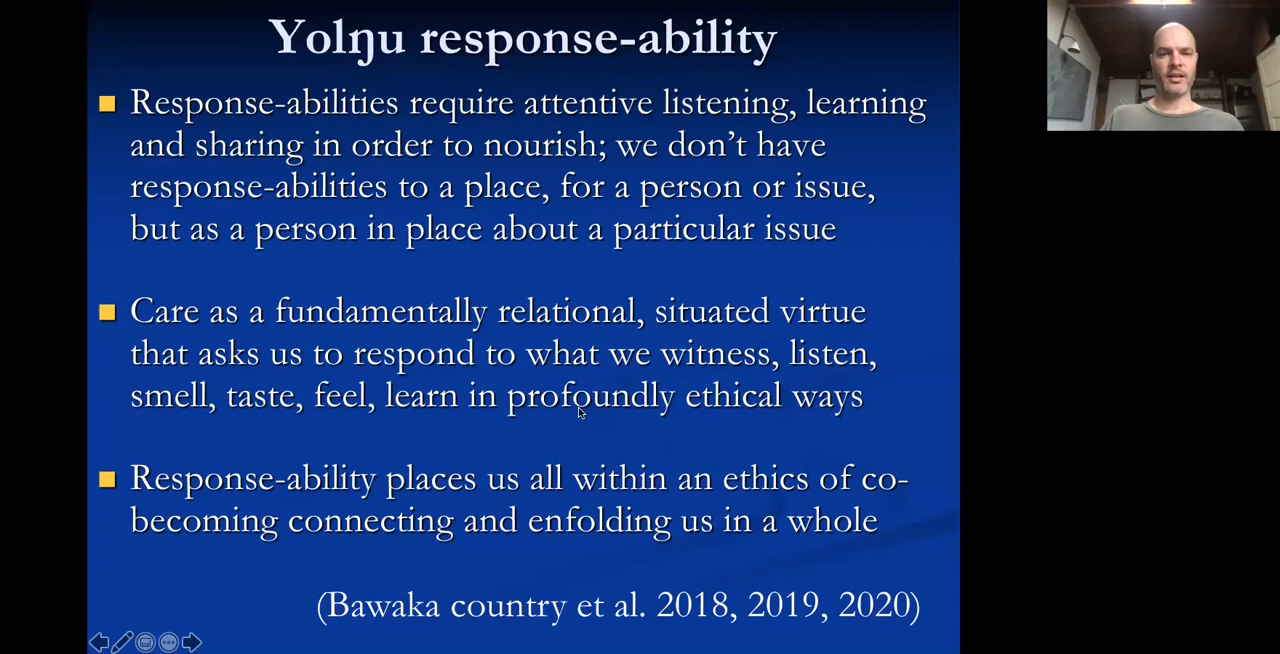 Yolŋu response-ability
Response-abilities require attentive listening, learning
and sharing in order to nourish; we don’t have
response-abilities to a place, for a person or issue,
but as a person in place about a particular issue
Care as a fundamentally relational, situated virtue
that asks us to respond to what we witness, listen,
smell, taste, feel, learn in profoundly ethical ways
Response-ability places us all within an ethics of co-
becoming connecting and enfolding us in a whole
(Bawaka country et al. 2018, 2019, 2020)